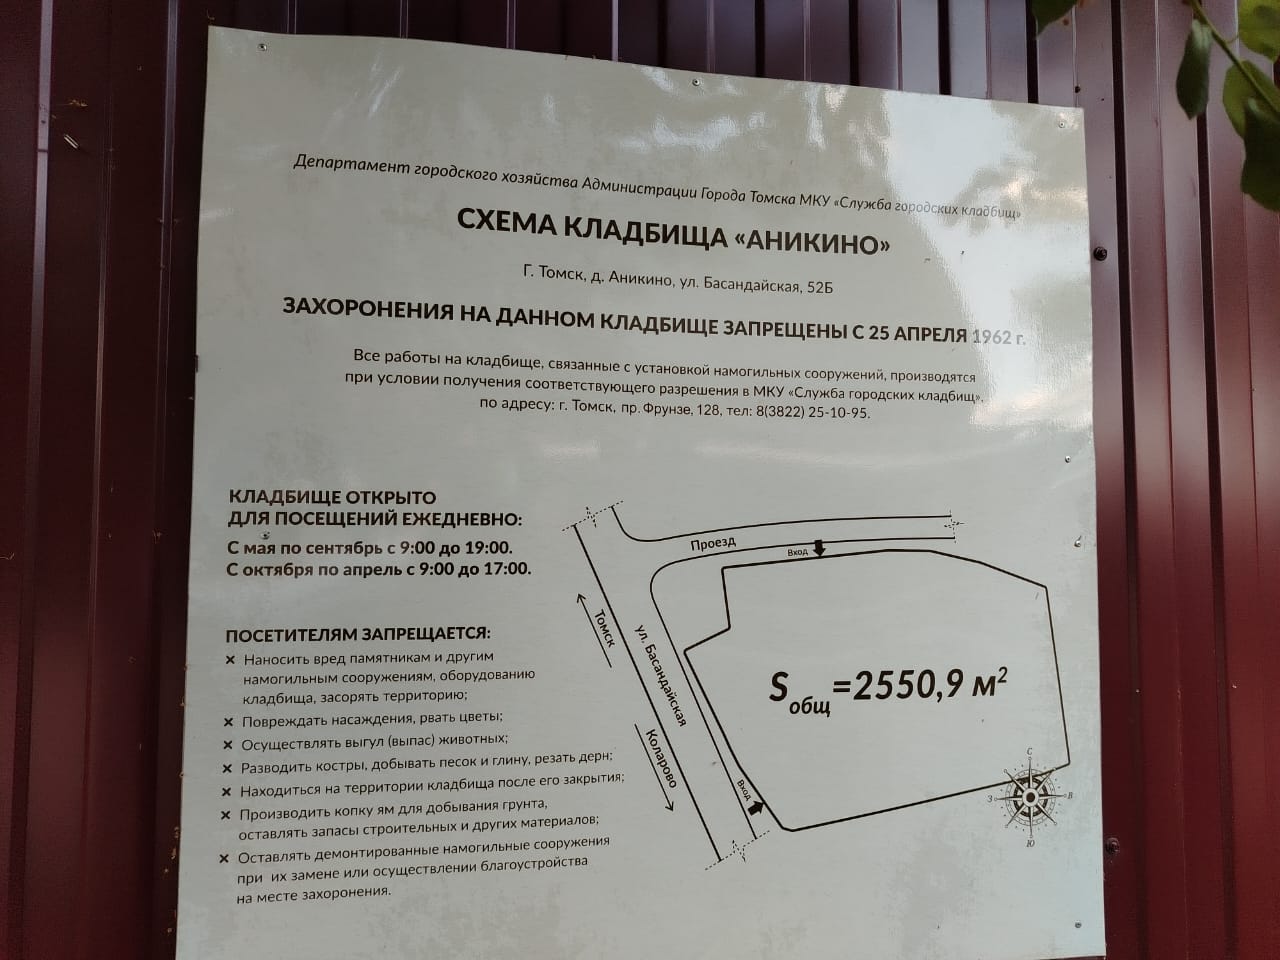 Департамент городского хозяйства Администрации Города Томска МКУ «Служба городских кладбищ»
СХЕМА КЛАДБИЩА «АНИКИНО»
Г. Томск, д. Аникино, ул. Басандайская, 52Б
ЗАХОРОНЕНИЯ НА ДАННОМ КЛАДБИЩЕ ЗАПРЕЩЕНЫ С 25 АПРЕЛЯ 1962 г.
Все работы на кладбище, связанные с установкой намогильных сооружений, производятся
при условии получения соответствующего разрешения в МКУ «Служба городских кладбищ»,
по адресу: г. Томск, пр. Фрунзе, 128, тел: 8(3822) 25-10-95.
КЛАДБИЩЕ ОТКРЫТО
ДЛЯ ПОСЕЩЕНИЙ ЕЖЕДНЕВНО:
С мая по сентябрь с 9:00 до 19:00.
С октября по апрель с 9:00 до 17:00.
ПОСЕТИТЕЛЯМ ЗАПРЕЩАЕТСЯ:
× Наносить вред памятникам и другим
намогильным сооружениям, оборудованию
кладбища, засорять территорию;
× Повреждать насаждения, рвать цветы;
× Осуществлять выгул (выпас) животных;
× Разводить костры, добывать песок и глину, резать дерн;
× Находиться на территории кладбища после его закрытия;
× Производить копку ям для добывания грунта,
оставлять запасы строительных и других материалов;
× Оставлять демонтированные намогильные сооружения
при их замене или осуществлении благоустройства
на месте захоронения.
Проезд
Вход
Томск
ул. Басандайская
Коларово
Вход
Sобщ=2550,9 м²
С
З
В
Ю